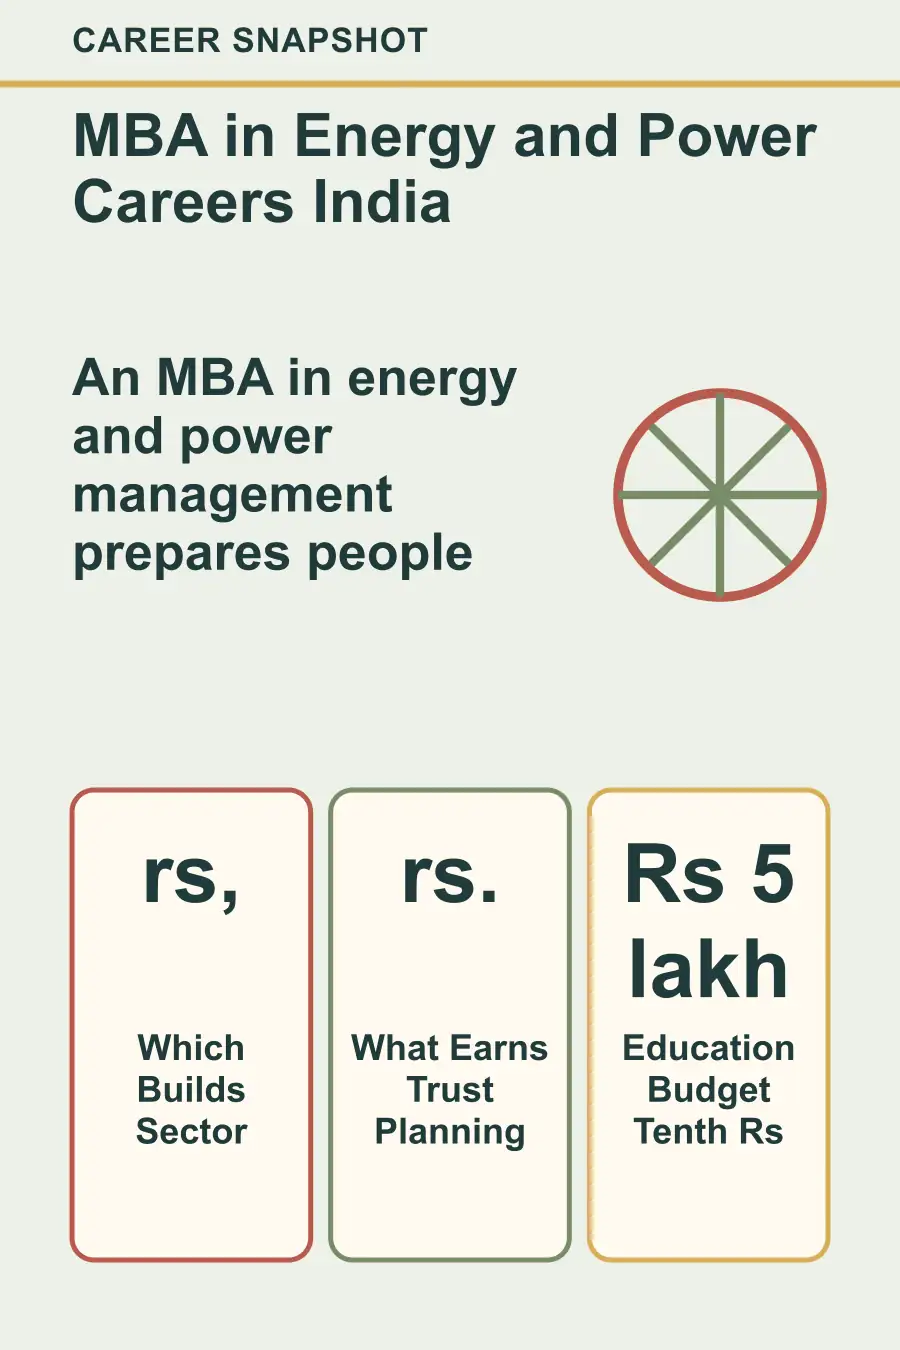 CAREER SNAPSHOT
MBA in Energy and Power
Careers India
An MBA in energy
and power
management
prepares people
rs,
Which
Builds
Sector
rs.
What Earns
Trust
Planning
Rs 5
lakh
Education
Budget
Tenth Rs